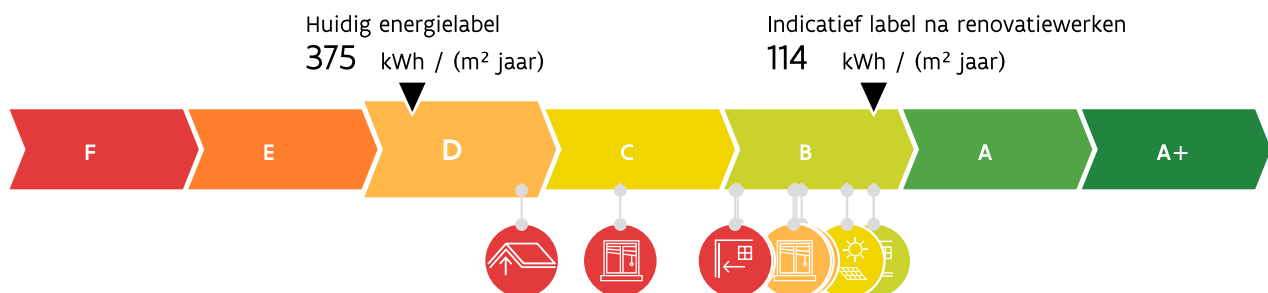 Huidig energielabel
375 kWh / (m² jaar)
Indicatief label na renovatiewerken
114 kWh / (m² jaar)
F E D C B A A+